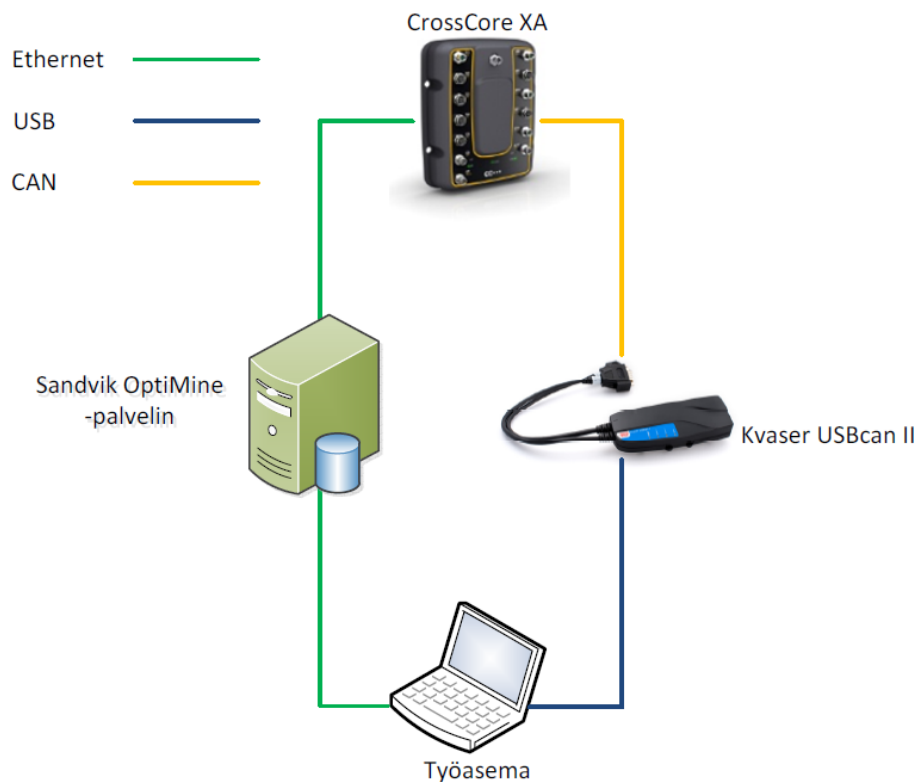 CrossCore XA
Ethernet
USB
CAN
Sandvik OptiMine
-palvelin
Kvaser USBcan II
Työasema